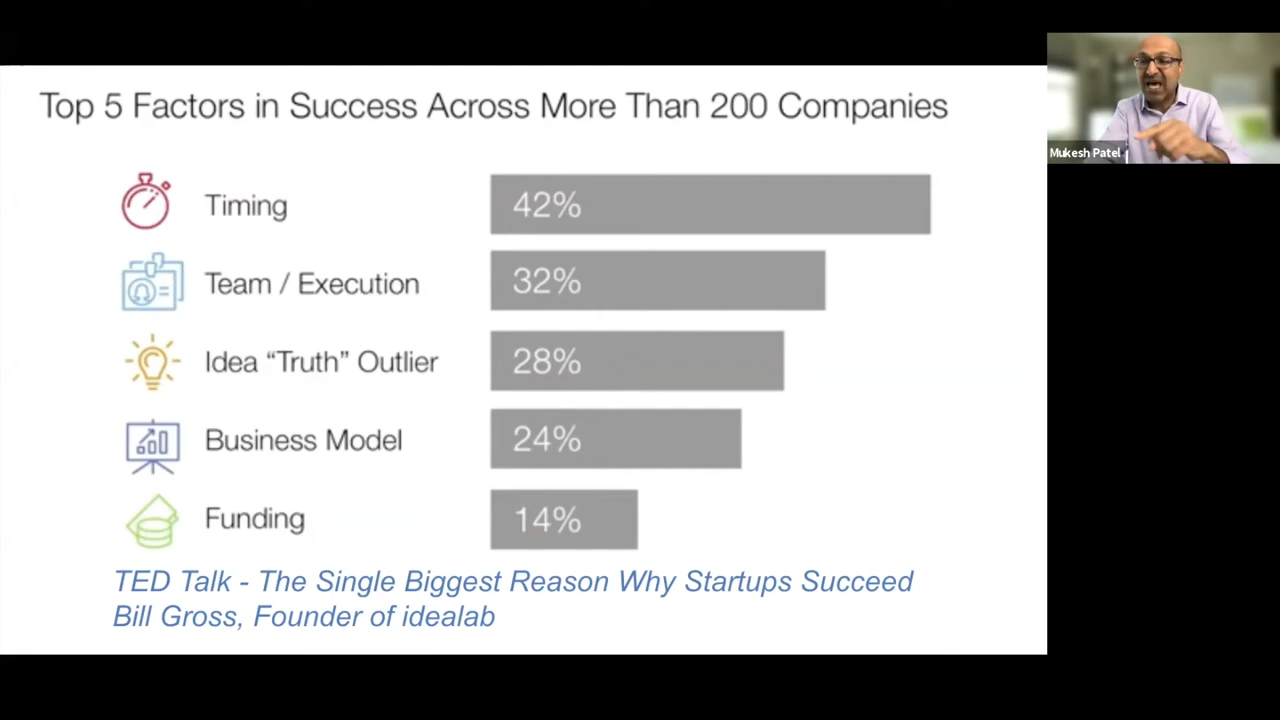 Top 5 Factors in Success Across More Than 200 Companies
Timing 42%
Team / Execution 32%
Idea “Truth” Outlier 28%
Business Model 24%
Funding 14%
TED Talk - The Single Biggest Reason Why Startups Succeed
Bill Gross, Founder of idealab
Mukesh Patel